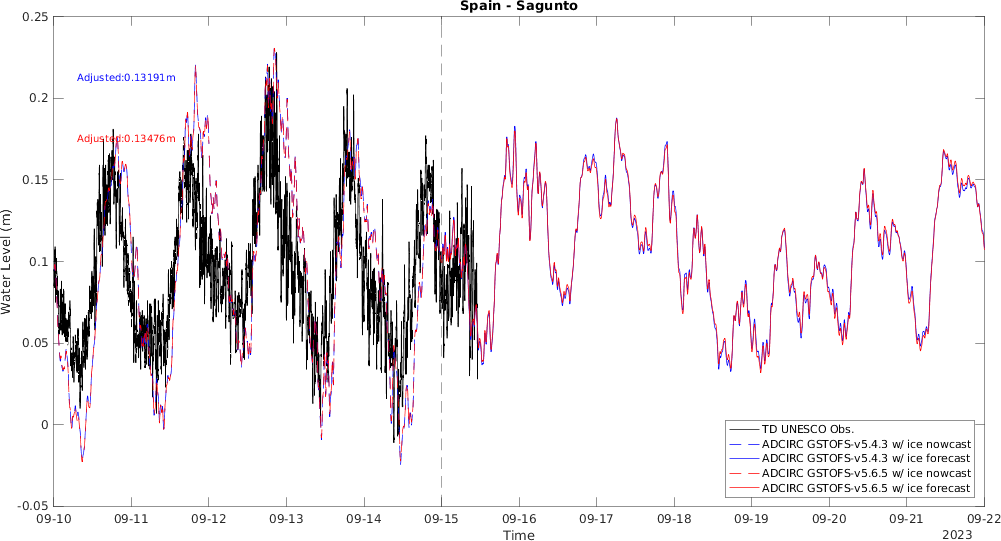 Spain - Sagunto
0.25
0.2
0.15
0.1
0.05
0
-0.05
Water Level (m)
Adjusted:0.13191m
Adjusted:0.13476m
TD UNESCO Obs.
ADCIRC GSTOFS-v5.4.3 w/ ice nowcast
ADCIRC GSTOFS-v5.4.3 w/ ice forecast
ADCIRC GSTOFS-v5.6.5 w/ ice nowcast
ADCIRC GSTOFS-v5.6.5 w/ ice forecast
09-10 09-11 09-12 09-13 09-14 09-15 09-16 09-17 09-18 09-19 09-20 09-21 09-22
Time
2023